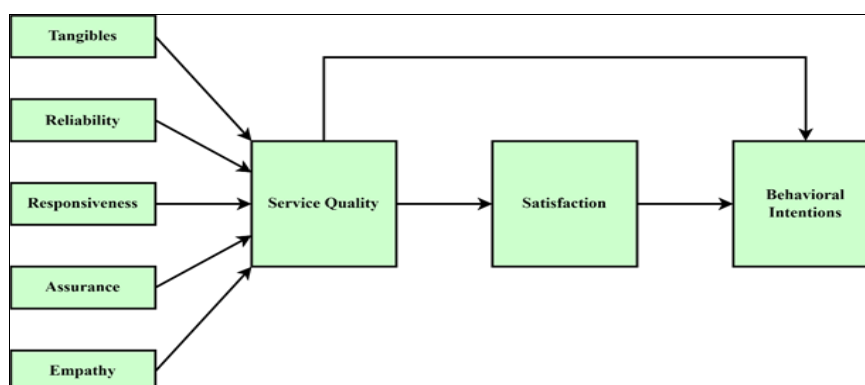 Tangibles
Reliability
Responsiveness
Assurance
Empathy
Service Quality
Satisfaction
Behavioral
Intentions